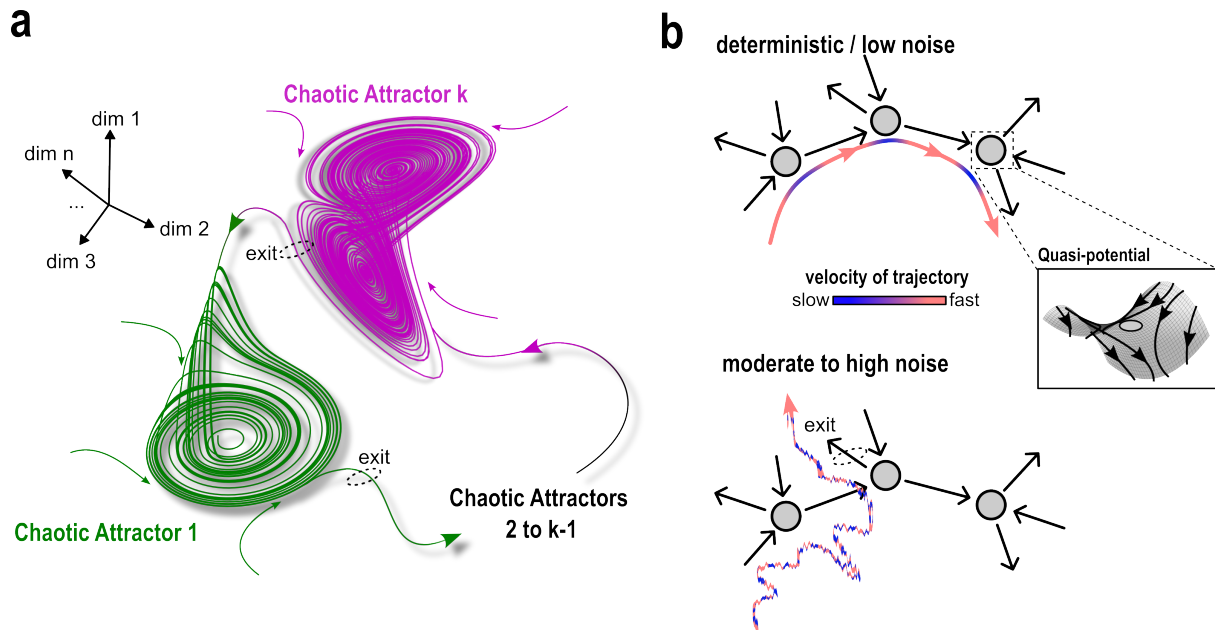 a
Chaotic Attractor k
dim 1
dim n
...
dim 2
dim 3
exit
exit
Chaotic Attractor 1
Chaotic Attractors
2 to k-1
b
deterministic / low noise
Quasi-potential
velocity of trajectory
slow fast
moderate to high noise
exit